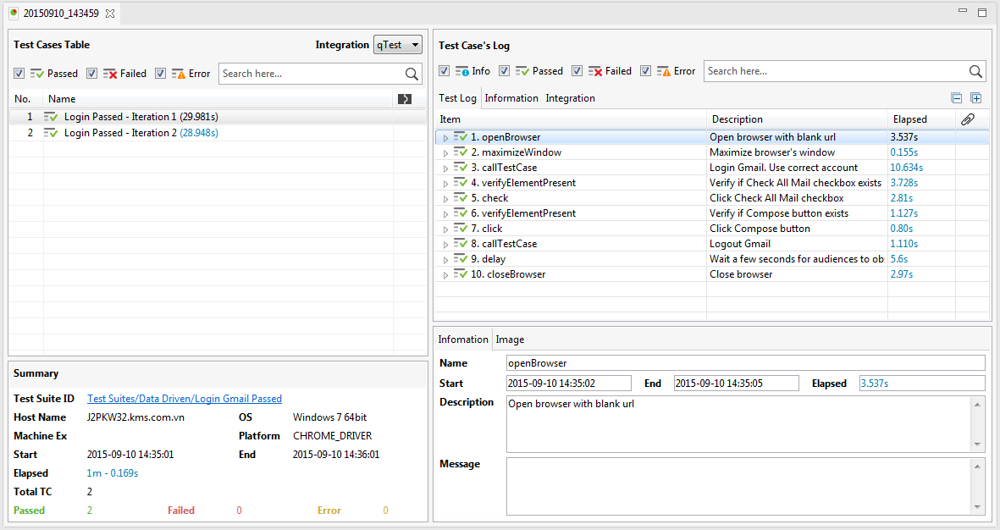 20150910_143459
Test Cases Table
Integration qTest
Passed Failed Error Search here...
No. Name
1 Login Passed - Iteration 1 (29.981s)
2 Login Passed - Iteration 2 (28.948s)
Summary
Test Suite ID Test Suites/Data Driven/Login Gmail Passed
Host Name J2PKW32.kms.com.vn OS Windows 7 64bit
Machine Ex Platform CHROME_DRIVER
Start 2015-09-10 14:35:01 End 2015-09-10 14:36:01
Elapsed 1m - 0.169s
Total TC 2
Passed 2 Failed 0 Error 0
Test Case's Log
Info Passed Failed Error Search here...
Test Log Information Integration
Item Description Elapsed
1. openBrowser Open browser with blank url 3.537s
2. maximizeWindow Maximize browser's window 0.155s
3. callTestCase Login Gmail. Use correct account 10.634s
4. verifyElementPresent Verify if Check All Mail checkbox exists 3.728s
5. check Click Check All Mail checkbox 2.81s
6. verifyElementPresent Verify if Compose button exists 1.127s
7. click Click Compose button 0.80s
8. callTestCase Logout Gmail 1.110s
9. delay Wait a few seconds for audiences to ob 5.6s
10. closeBrowser Close browser 2.97s
Infomation Image
Name openBrowser
Start 2015-09-10 14:35:02 End 2015-09-10 14:35:05 Elapsed 3.537s
Description Open browser with blank url
Message